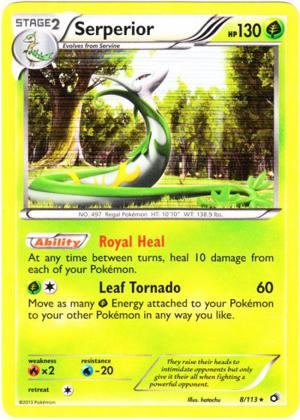 STAGE2 Serperior HP130
Evolves from Servine
NO. 497 Regal Pokémon HT: 10'10" WT: 138.9 lbs.
Ability Royal Heal
At any time between turns, heal 10 damage from
each of your Pokémon.
Leaf Tornado 60
Move as many Energy attached to your Pokémon
to your other Pokémon in any way you like.
weakness resistance
×2 -20
retreat
They raise their heads to
intimidate opponents but only
give it their all when fighting a
powerful opponent.
Illus. hatachu 8/113 ★
©2013 Pokémon